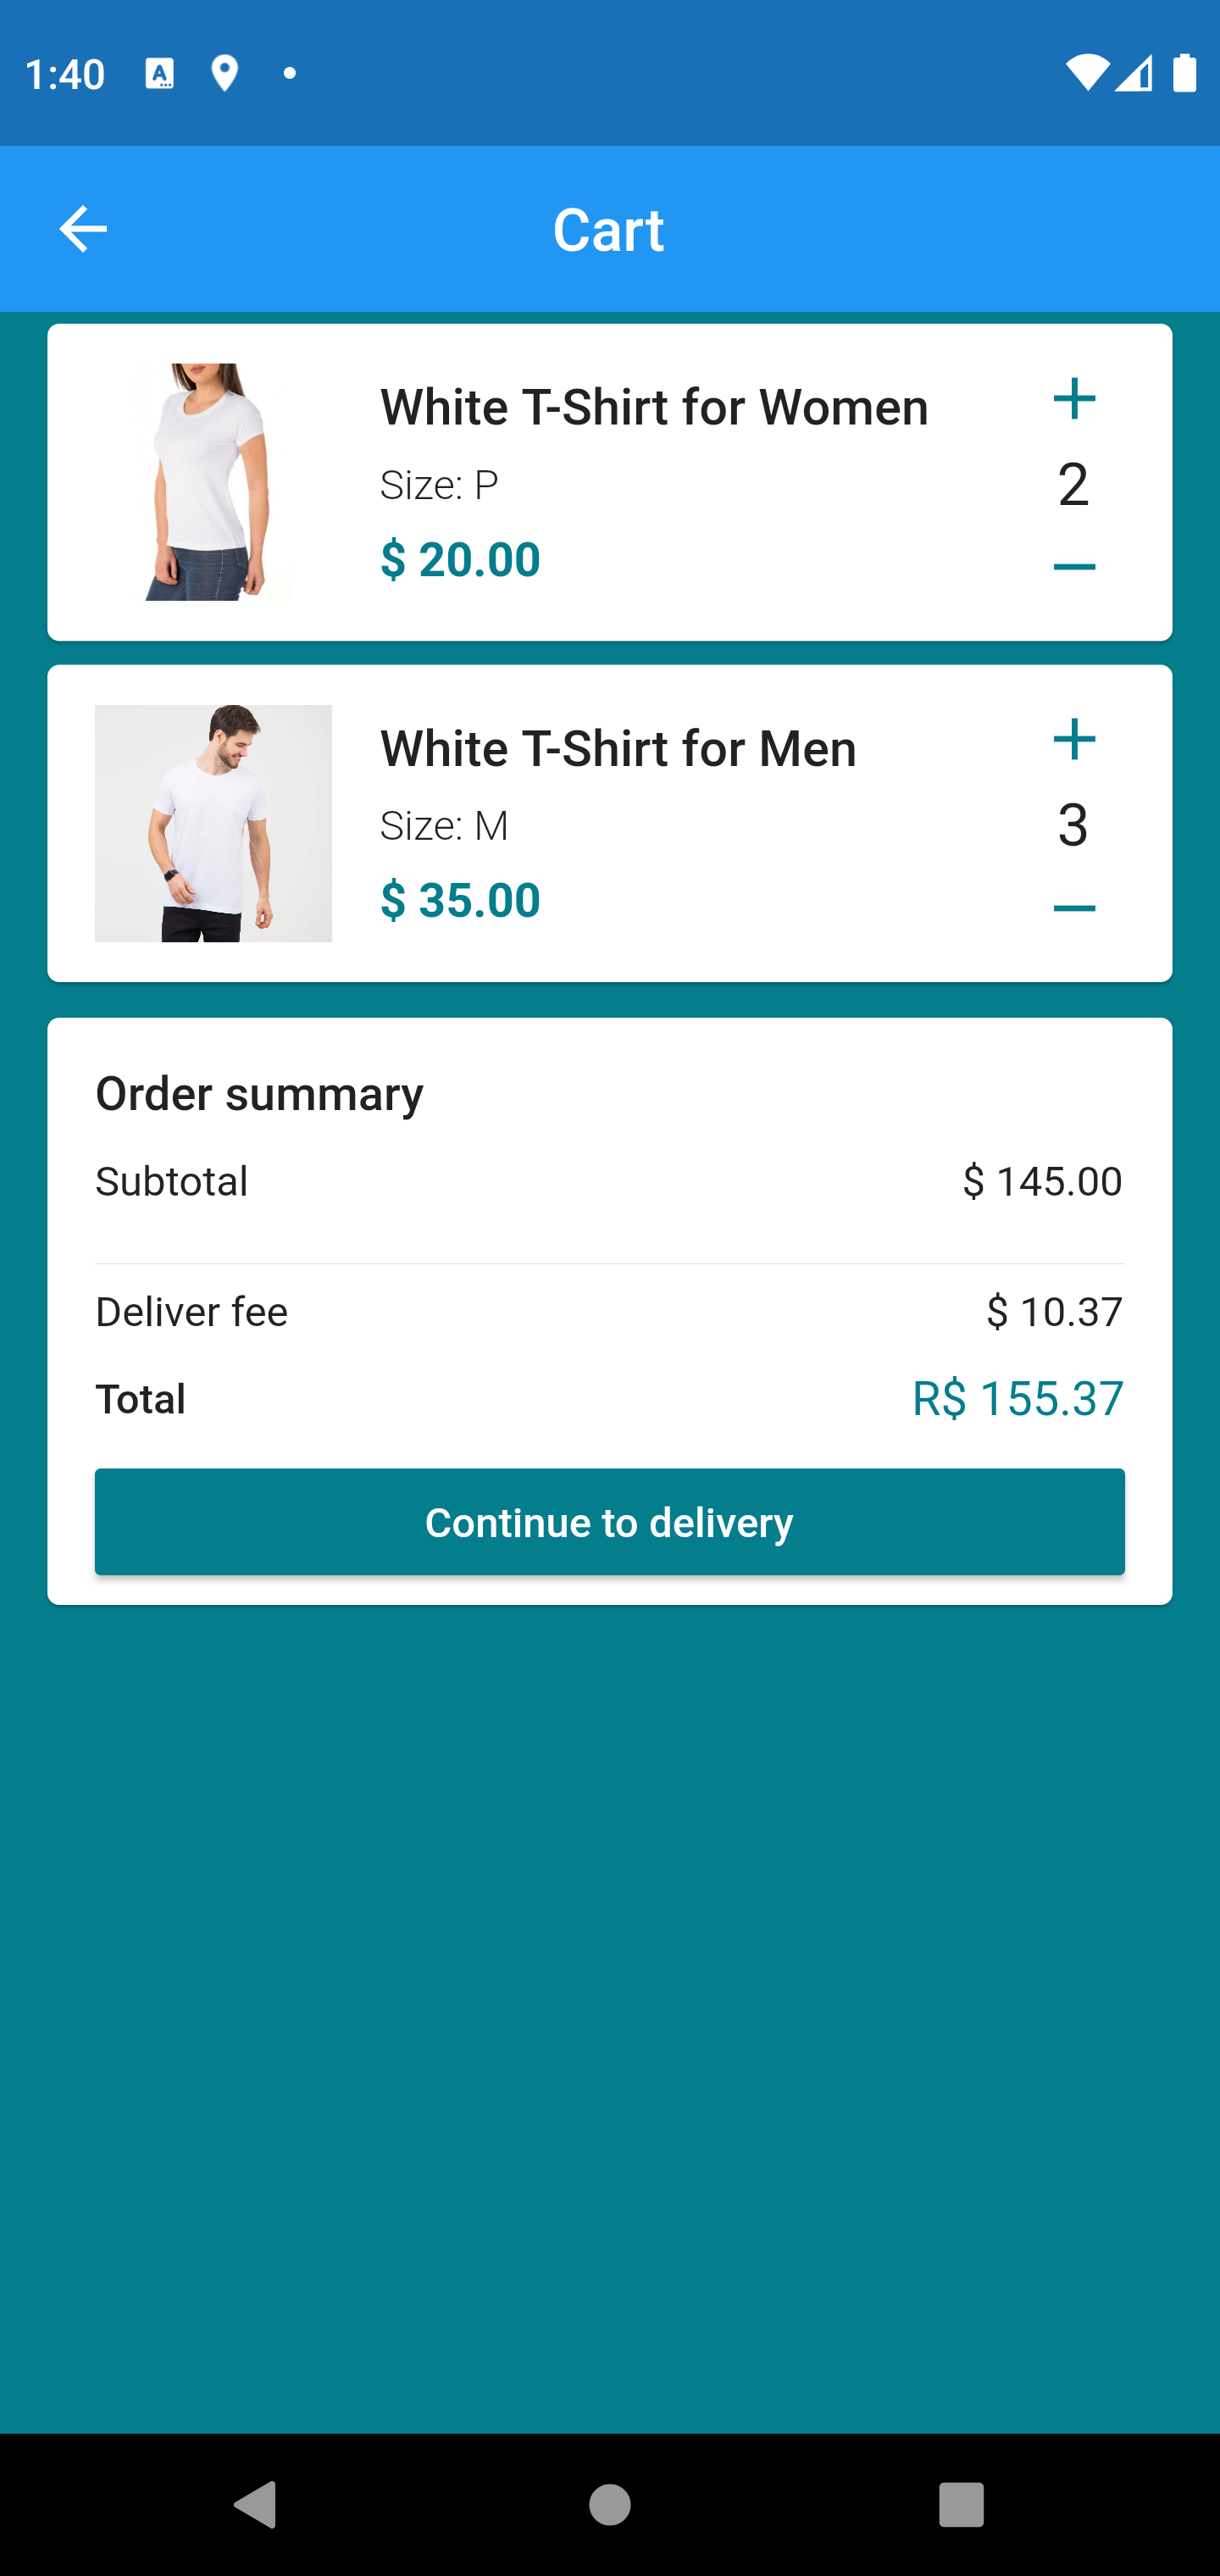 1:40
Cart
White T-Shirt for Women
Size: P
$ 20.00
2
White T-Shirt for Men
Size: M
$ 35.00
3
Order summary
Subtotal $ 145.00
Deliver fee $ 10.37
Total R$ 155.37
Continue to delivery